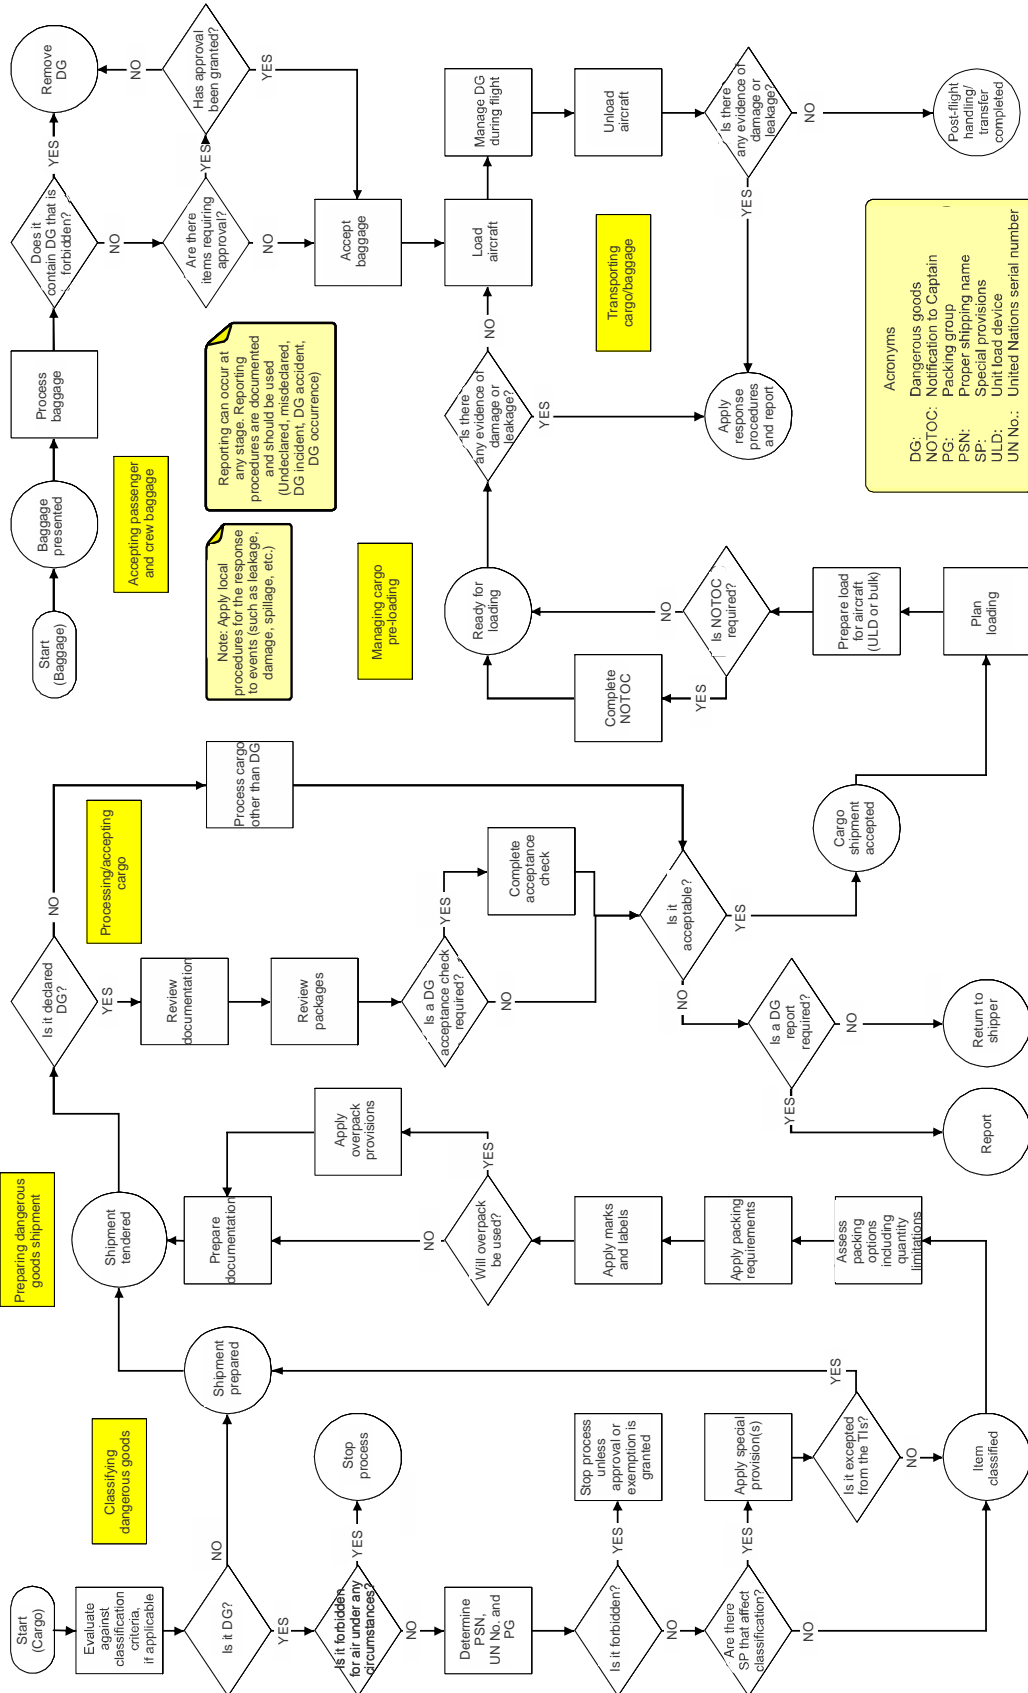 Start
(Cargo)
Evaluate
against
classification
criteria,
if applicable
Is it DG?
NO
YES
Is it forbidden
for air under any
circumstances?
YES
NO
Stop
process
Determine
PSN,
UN No. and
PG
Is it forbidden?
YES
NO
Stop process
unless
approval or
exemption is
granted
Are there
SP that affect
classification?
YES
NO
Apply special
provision(s)
Is it excepted
from the TIs?
YES
NO
Item
classified
Classifying
dangerous goods
Shipment
prepared
Preparing dangerous
goods shipment
Shipment
tendered
Prepare
documentation
Apply
overpack
provisions
NO
YES
Will overpack
be used?
Apply marks
and labels
Apply packing
requirements
Assess
packing
options
including
quantity
limitations
Is it declared
DG?
NO
YES
Processing/accepting
cargo
Review
documentation
Review
packages
Is a DG
acceptance check
required?
YES
NO
Complete
acceptance
check
Process cargo
other than DG
Is it
acceptable?
NO
YES
Is a DG
report
required?
YES
NO
Report
Return to
shipper
Cargo
shipment
accepted
Start
(Baggage)
Baggage
presented
Process
baggage
Does it
contain DG that is
forbidden?
YES
NO
Remove
DG
Accepting passenger
and crew baggage
Are there
items requiring
approval?
YES
NO
Has approval
been granted?
NO
YES
Accept
baggage
Note: Apply local
procedures for the response
to events (such as leakage,
damage, spillage, etc.)
Reporting can occur at
any stage. Reporting
procedures are documented
and should be used
(Undeclared, misdeclared,
DG incident, DG accident,
DG occurrence)
Managing cargo
pre-loading
Plan
loading
Prepare load
for aircraft
(ULD or bulk)
Is NOTOC
required?
NO
YES
Complete
NOTOC
Ready for
loading
Is there
any evidence of
damage or
leakage?
NO
YES
Load
aircraft
Manage DG
during flight
Transporting
cargo/baggage
Unload
aircraft
Is there
any evidence of
damage or
leakage?
YES
NO
Apply
response
procedures
and report
Post-flight
handling/
transfer
completed
Acronyms
DG: Dangerous goods
NOTOC: Notification to Captain
PG: Packing group
PSN: Proper shipping name
SP: Special provisions
ULD: Unit load device
UN No.: United Nations serial number